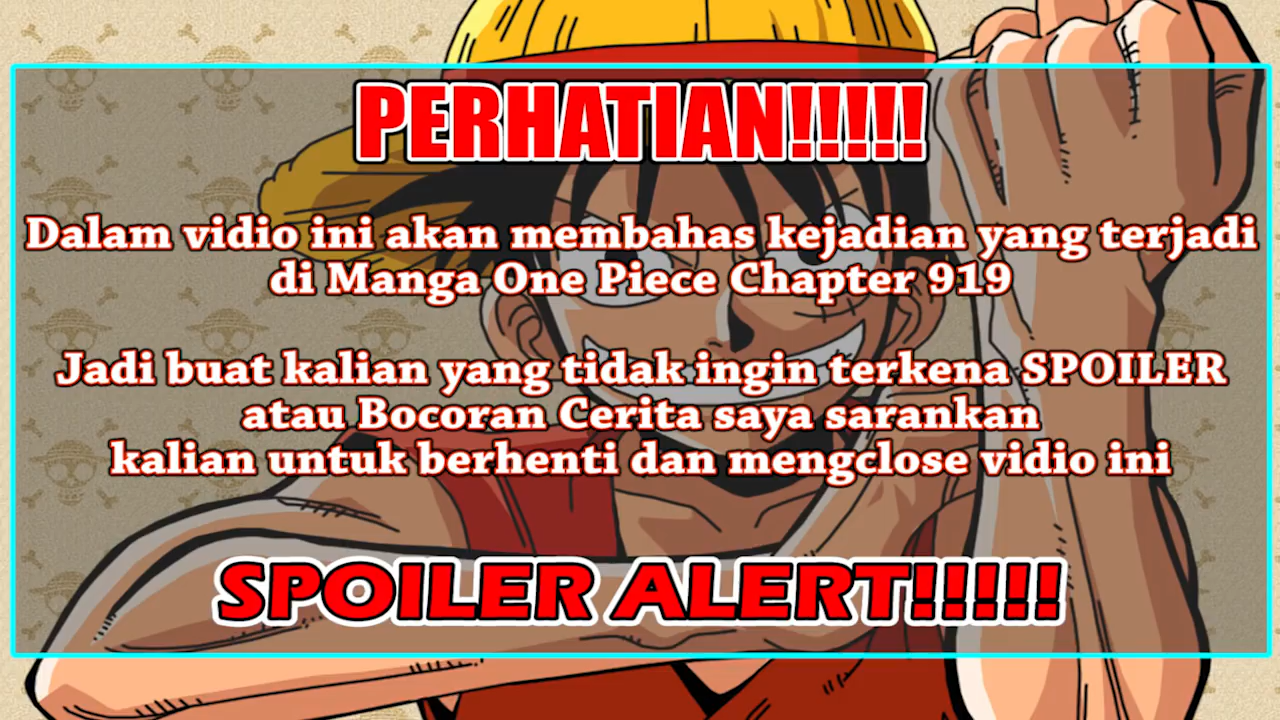 PERHATIAN!!!!!
Dalam vidio ini akan membahas kejadian yang terjadi
di Manga One Piece Chapter 919
Jadi buat kalian yang tidak ingin terkena SPOILER
atau Bocoran Cerita saya sarankan
kalian untuk berhenti dan mengclose vidio ini
SPOILER ALERT!!!!!